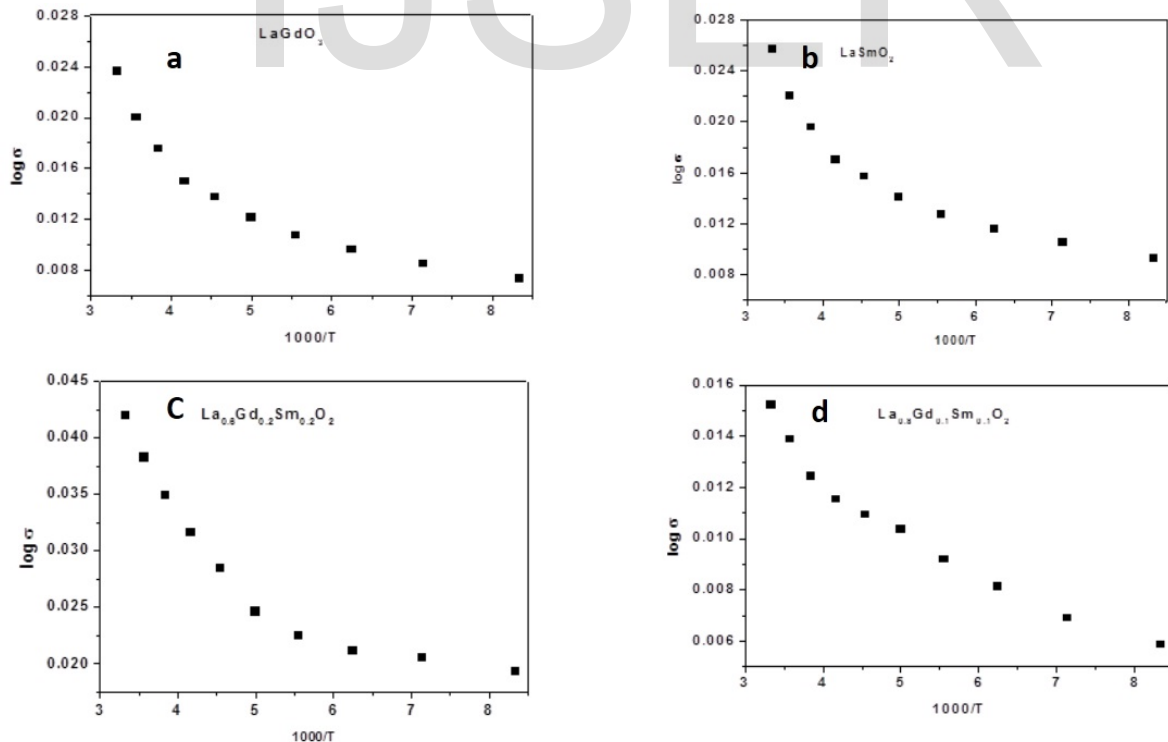 IJSER
0.028
0.024
0.020
0.016
0.012
0.008
log σ
LaGdO₃
a
3 4 5 6 7 8
1000/T
0.028
0.024
0.020
0.016
0.012
0.008
log σ
b
LaSmO₂
3 4 5 6 7 8
1000/T
0.045
0.040
0.035
0.030
0.025
0.020
log σ
C
La₀.₆Gd₀.₂Sm₀.₂O₂
3 4 5 6 7 8
1000/T
0.016
0.014
0.012
0.010
0.008
0.006
log σ
d
La₀.₈Gd₀.₁Sm₀.₁O₂
3 4 5 6 7 8
1000/T